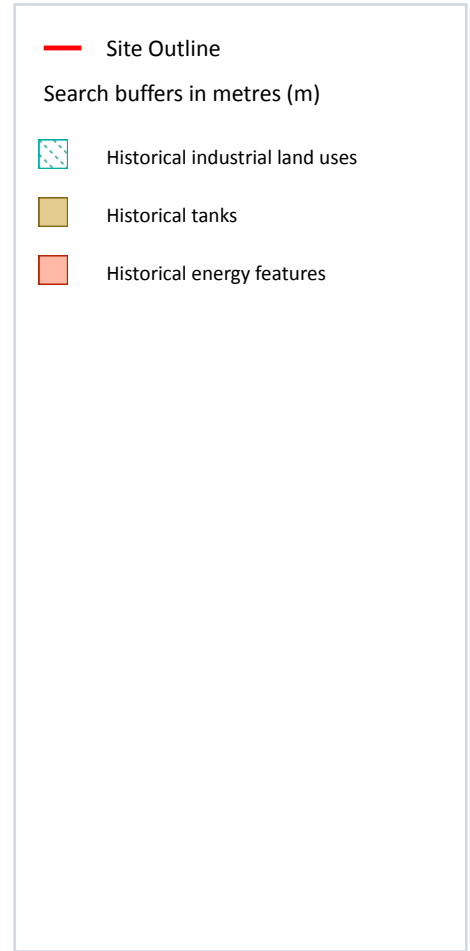 Site Outline
Search buffers in metres (m)
Historical industrial land uses
Historical tanks
Historical energy features